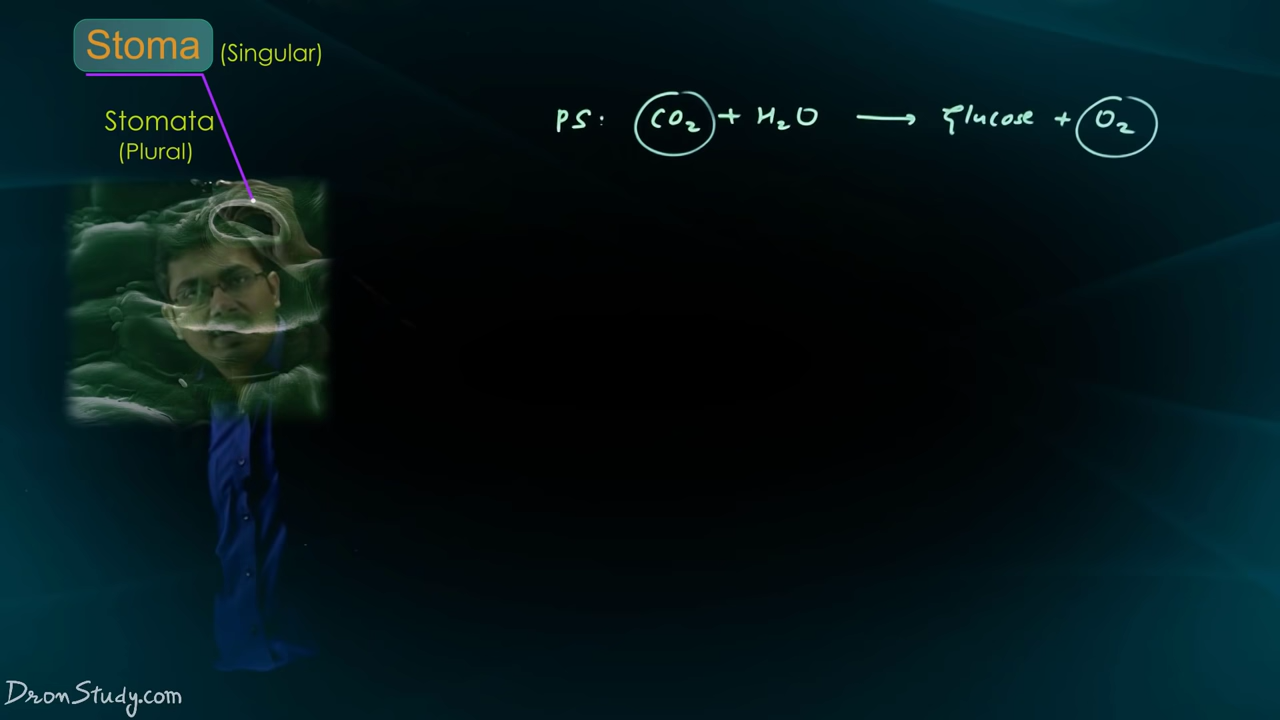 Stoma (Singular)
Stomata
(Plural)
PS: CO₂ + H₂O ⟶ Glucose + O₂
DronStudy.com